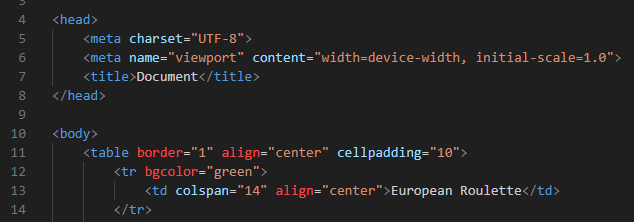 4 <head>
5 <meta charset="UTF-8">
6 <meta name="viewport" content="width=device-width, initial-scale=1.0">
7 <title>Document</title>
8 </head>
9
10 <body>
11 <table border="1" align="center" cellpadding="10">
12 <tr bgcolor="green">
13 <td colspan="14" align="center">European Roulette</td>
14 </tr>